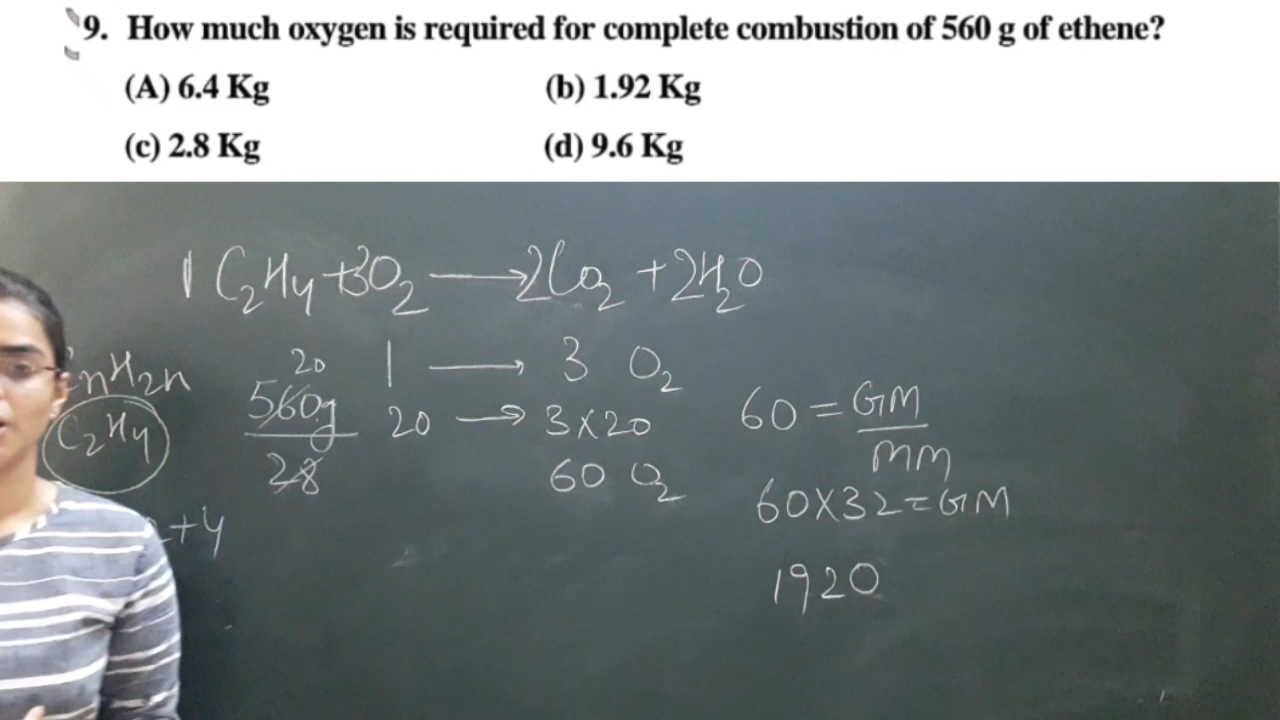 9. How much oxygen is required for complete combustion of 560 g of ethene?
(A) 6.4 Kg (b) 1.92 Kg
(c) 2.8 Kg (d) 9.6 Kg
1 C₂H₄ + 3O₂ → 2CO₂ + 2H₂O
nH2n
C₂H₄
+4
20
560g
28
1 → 3 O₂
20 → 3×20
60 O₂
60 = GM
MM
60×32 = GM
1920